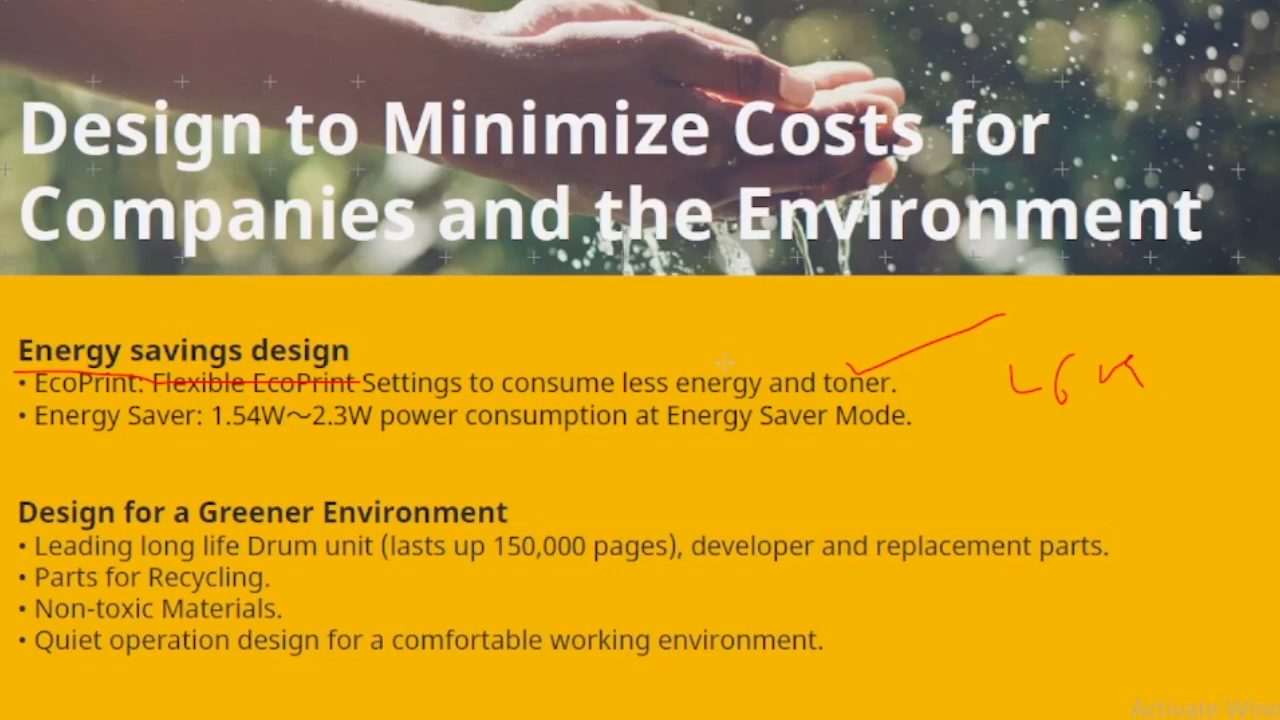 Design to Minimize Costs for
Companies and the Environment
Energy savings design
• EcoPrint: Flexible EcoPrint Settings to consume less energy and toner.
• Energy Saver: 1.54W～2.3W power consumption at Energy Saver Mode.
Design for a Greener Environment
• Leading long life Drum unit (lasts up 150,000 pages), developer and replacement parts.
• Parts for Recycling.
• Non-toxic Materials.
• Quiet operation design for a comfortable working environment.
Activate